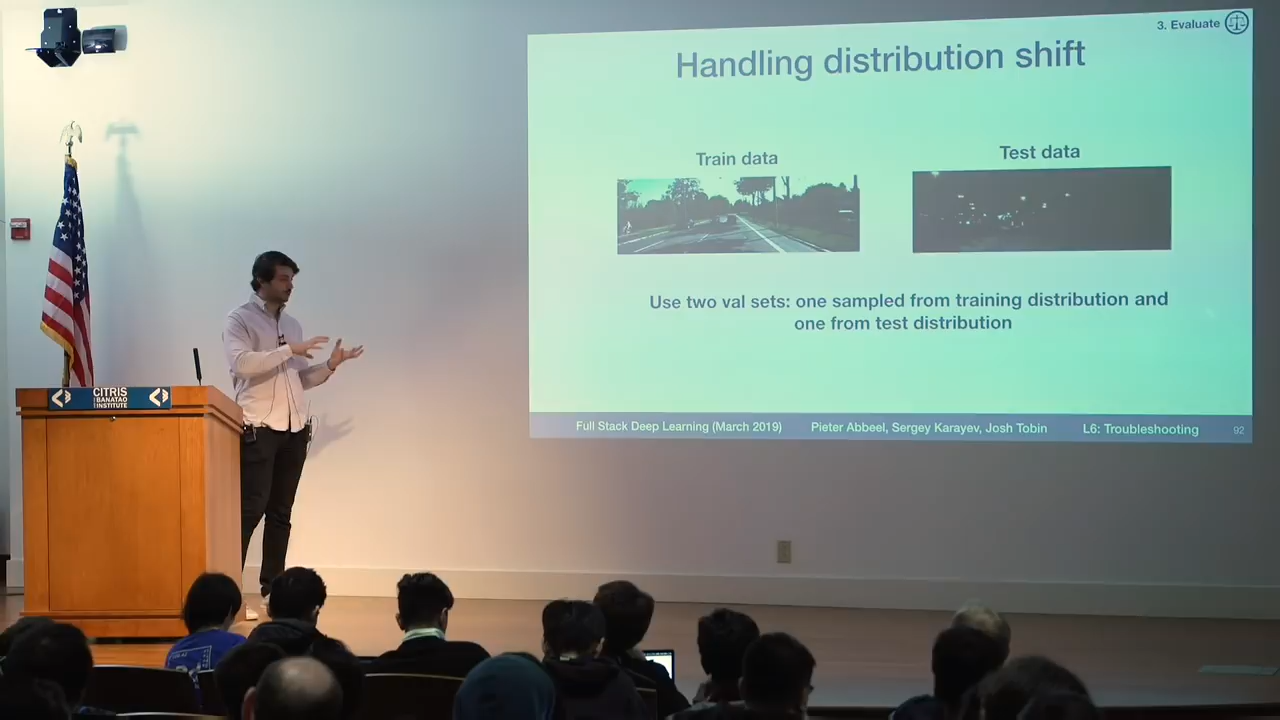 3. Evaluate
Handling distribution shift
Train data
Test data
Use two val sets: one sampled from training distribution and
one from test distribution
Full Stack Deep Learning (March 2019)
Pieter Abbeel, Sergey Karayev, Josh Tobin
L6: Troubleshooting
92
CITRIS
BANATAO
INSTITUTE